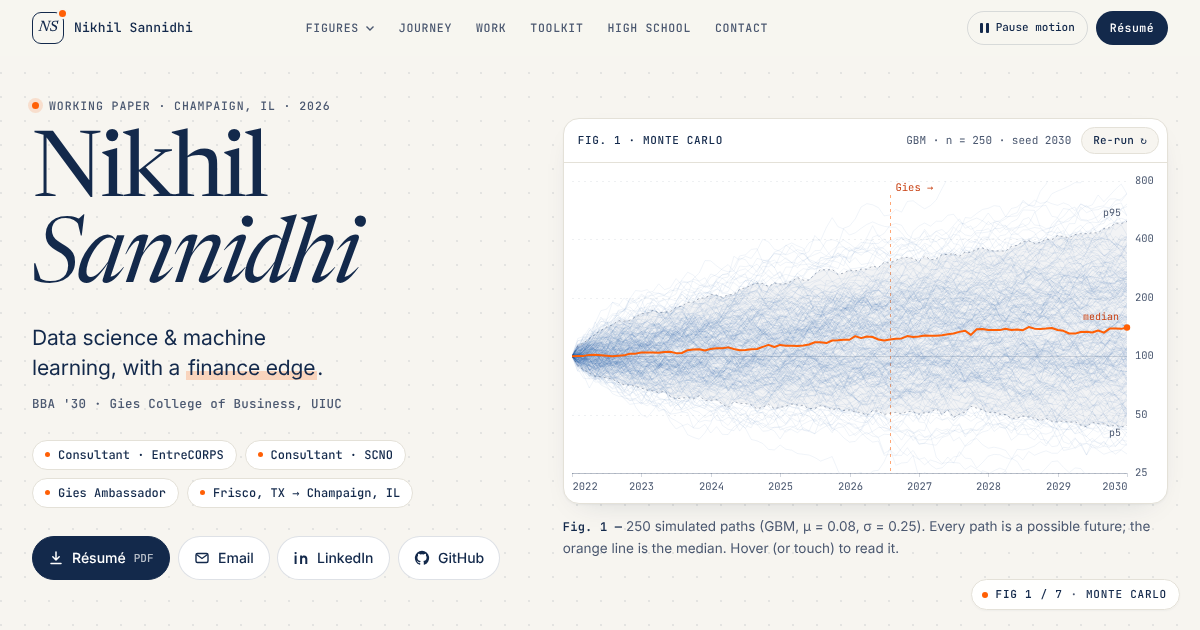 NS
Nikhil Sannidhi
FIGURES
JOURNEY
WORK
TOOLKIT
HIGH SCHOOL
CONTACT
Pause motion
Résumé
WORKING PAPER · CHAMPAIGN, IL · 2026
Nikhil
Sannidhi
Data science & machine
learning, with a finance edge.
BBA '30 · Gies College of Business, UIUC
Consultant · EntreCORPS
Consultant · SCNO
Gies Ambassador
Frisco, TX → Champaign, IL
Résumé PDF
Email
LinkedIn
GitHub
FIG. 1 · MONTE CARLO
GBM · n = 250 · seed 2030
Re-run ↻
Gies →
800
p95
400
200
median
100
50
p5
25
2022
2023
2024
2025
2026
2027
2028
2029
2030
Fig. 1 — 250 simulated paths (GBM, μ = 0.08, σ = 0.25). Every path is a possible future; the
orange line is the median. Hover (or touch) to read it.
FIG 1 / 7 · MONTE CARLO